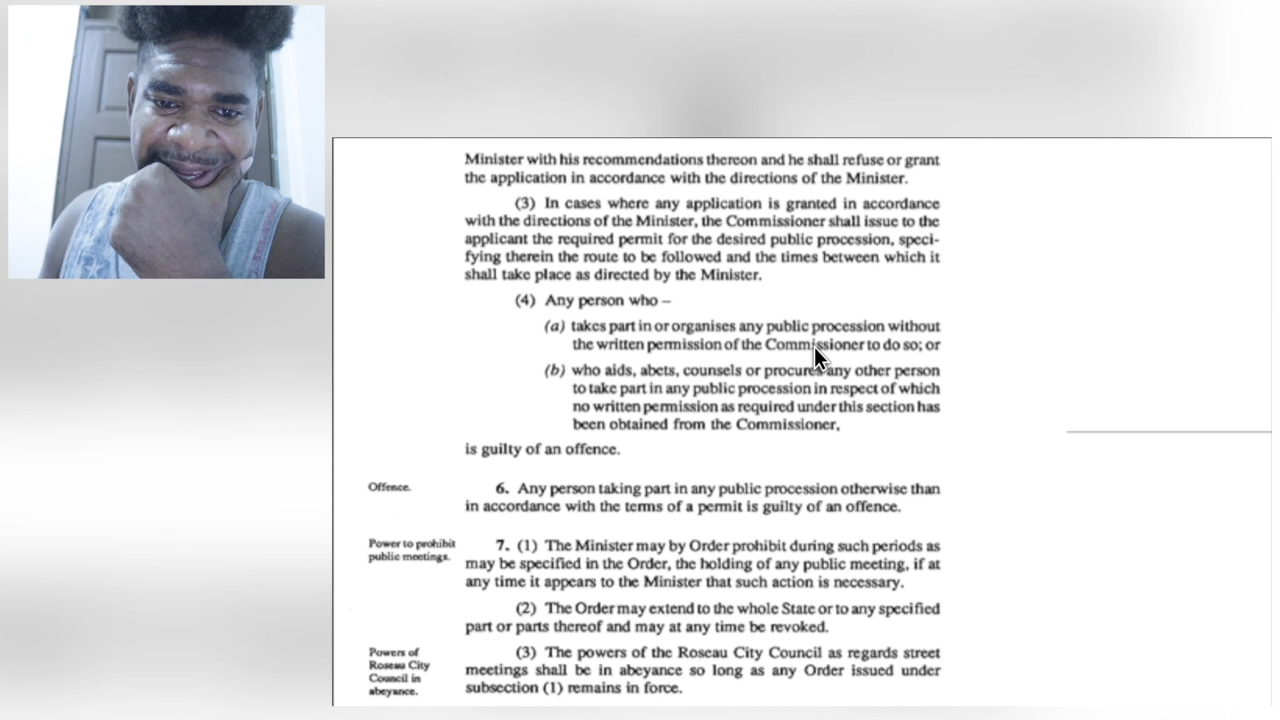 Minister with his recommendations thereon and he shall refuse or grant
the application in accordance with the directions of the Minister.
(3) In cases where any application is granted in accordance
with the directions of the Minister, the Commissioner shall issue to the
applicant the required permit for the desired public procession, speci-
fying therein the route to be followed and the times between which it
shall take place as directed by the Minister.
(4) Any person who –
(a) takes part in or organises any public procession without
the written permission of the Commissioner to do so; or
(b) who aids, abets, counsels or procures any other person
to take part in any public procession in respect of which
no written permission as required under this section has
been obtained from the Commissioner,
is guilty of an offence.
Offence.
6. Any person taking part in any public procession otherwise than
in accordance with the terms of a permit is guilty of an offence.
Power to prohibit
public meetings.
7. (1) The Minister may by Order prohibit during such periods as
may be specified in the Order, the holding of any public meeting, if at
any time it appears to the Minister that such action is necessary.
(2) The Order may extend to the whole State or to any specified
part or parts thereof and may at any time be revoked.
Powers of
Roseau City
Council in
abeyance.
(3) The powers of the Roseau City Council as regards street
meetings shall be in abeyance so long as any Order issued under
subsection (1) remains in force.